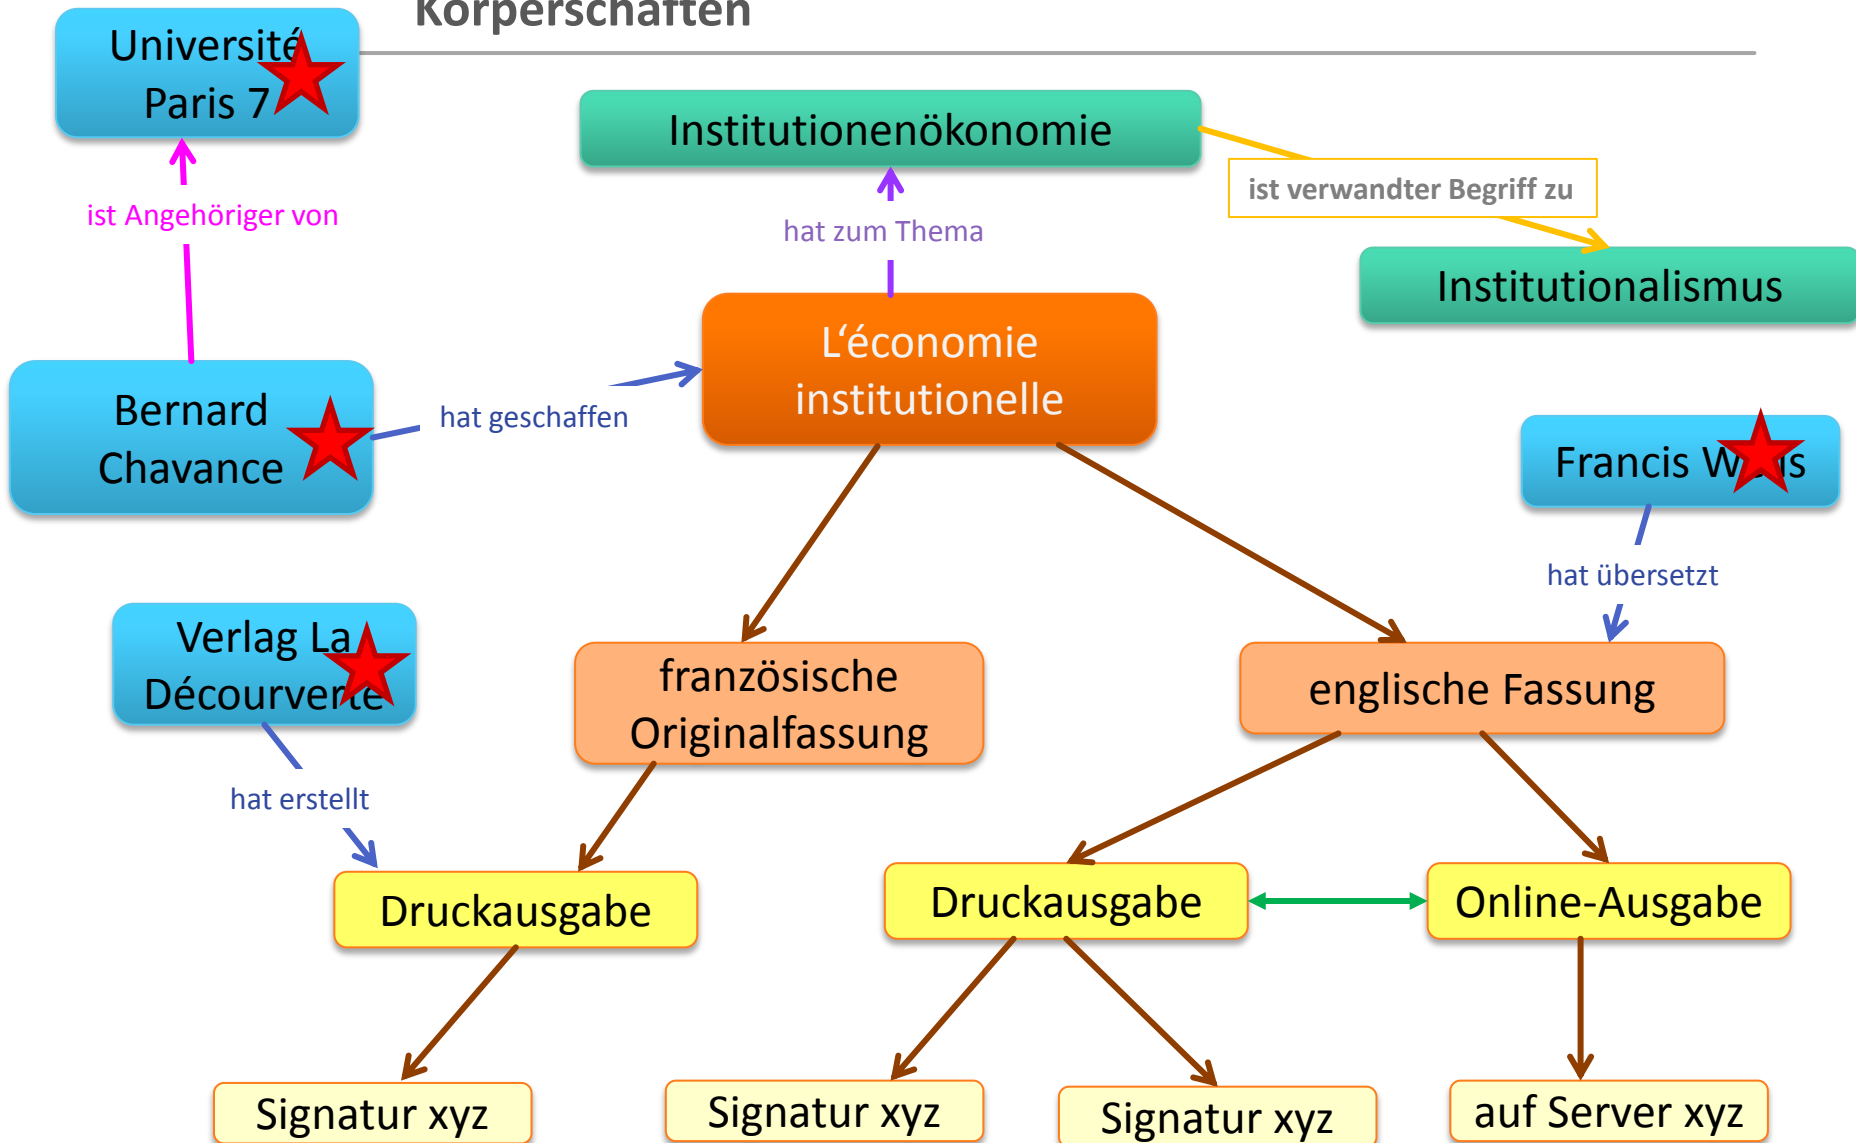 Körperschaften
Université
Paris 7
Institutionenökonomie
ist verwandter Begriff zu
ist Angehöriger von
hat zum Thema
Institutionalismus
L‘économie
institutionelle
Bernard
Chavance
hat geschaffen
Francis
hat übersetzt
Verlag La
Décourverte
französische
Originalfassung
englische Fassung
hat erstellt
Druckausgabe
Druckausgabe
Online-Ausgabe
Signatur xyz
Signatur xyz
Signatur xyz
auf Server xyz